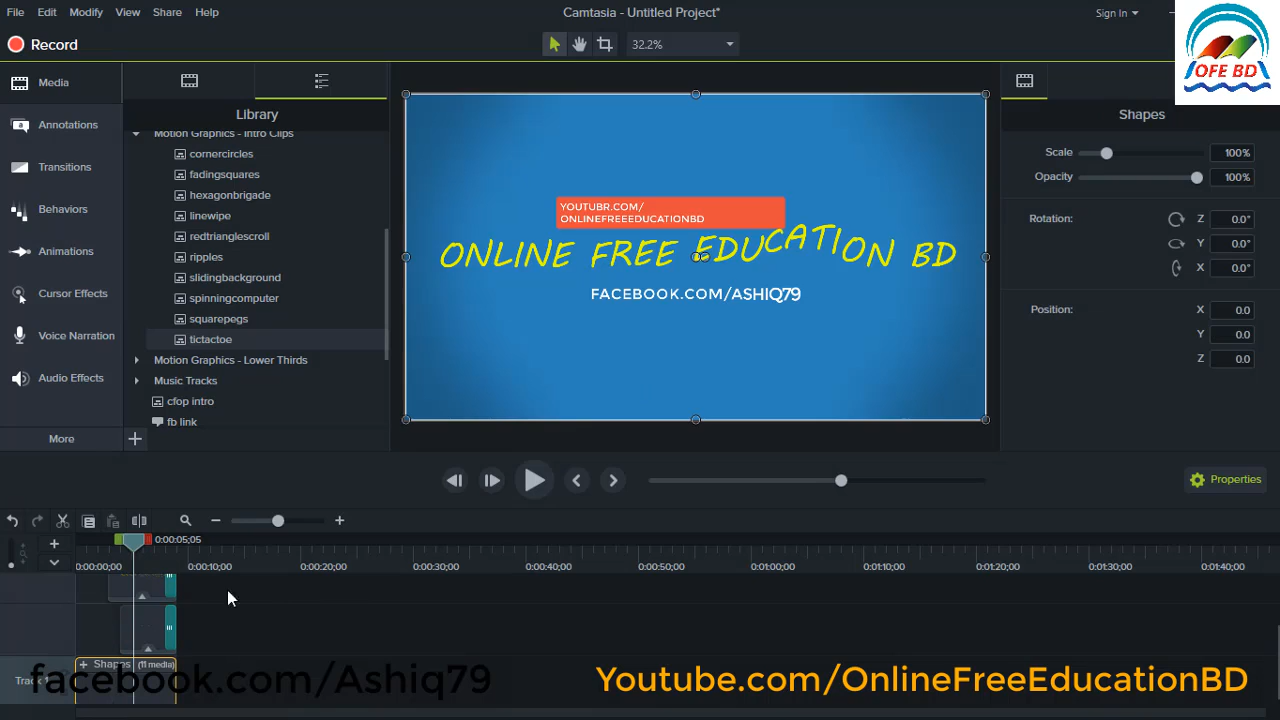 File Edit Modify View Share Help
Camtasia - Untitled Project*
Sign In
Record
32.2%
OFE BD
Media
Annotations
Transitions
Behaviors
Animations
Cursor Effects
Voice Narration
Audio Effects
More
Library
Motion Graphics - Intro Clips
cornercircles
fadingsquares
hexagonbrigade
linewipe
redtrianglescroll
ripples
slidingbackground
spinningcomputer
squarepegs
tictactoe
Motion Graphics - Lower Thirds
Music Tracks
cfop intro
fb link
YOUTUBR.COM/
ONLINEFREEEDUCATIONBD
ONLINE FREE EDUCATION BD
FACEBOOK.COM/ASHIQ79
Shapes
Scale 100%
Opacity 100%
Rotation: Z 0.0°
Y 0.0°
X 0.0°
Position: X 0.0
Y 0.0
Z 0.0
Properties
0:00:05;05
0:00:00;00 0:00:10;00 0:00:20;00 0:00:30;00 0:00:40;00 0:00:50;00 0:01:00;00 0:01:10;00 0:01:20;00 0:01:30;00 0:01:40;00
Shapes (11 media)
Track 1
facebook.com/Ashiq79
Youtube.com/OnlineFreeEducationBD